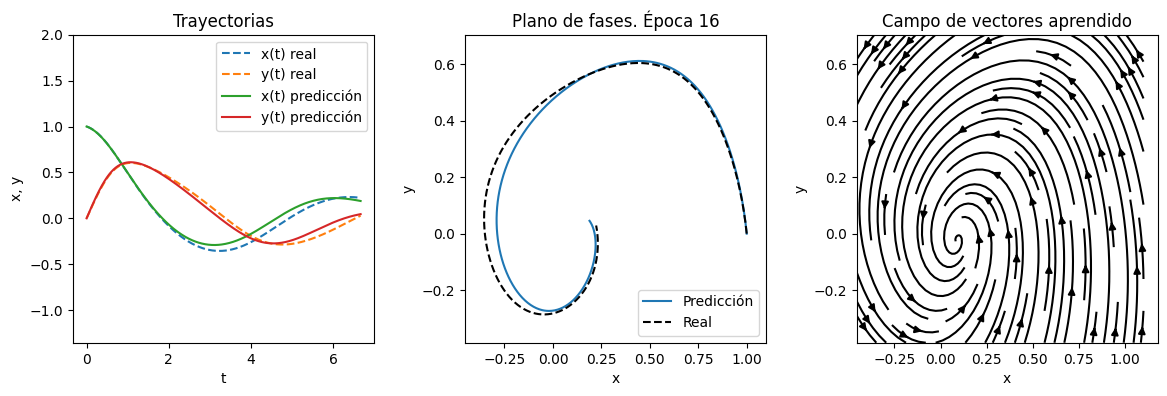 Trayectorias
2.0
1.5
1.0
0.5
0.0
−0.5
−1.0
x, y
0 2 4 6
t
x(t) real
y(t) real
x(t) predicción
y(t) predicción
Plano de fases. Época 16
0.6
0.4
0.2
0.0
−0.2
y
−0.25 0.00 0.25 0.50 0.75 1.00
x
Predicción
Real
Campo de vectores aprendido
0.6
0.4
0.2
0.0
−0.2
y
−0.25 0.00 0.25 0.50 0.75 1.00
x